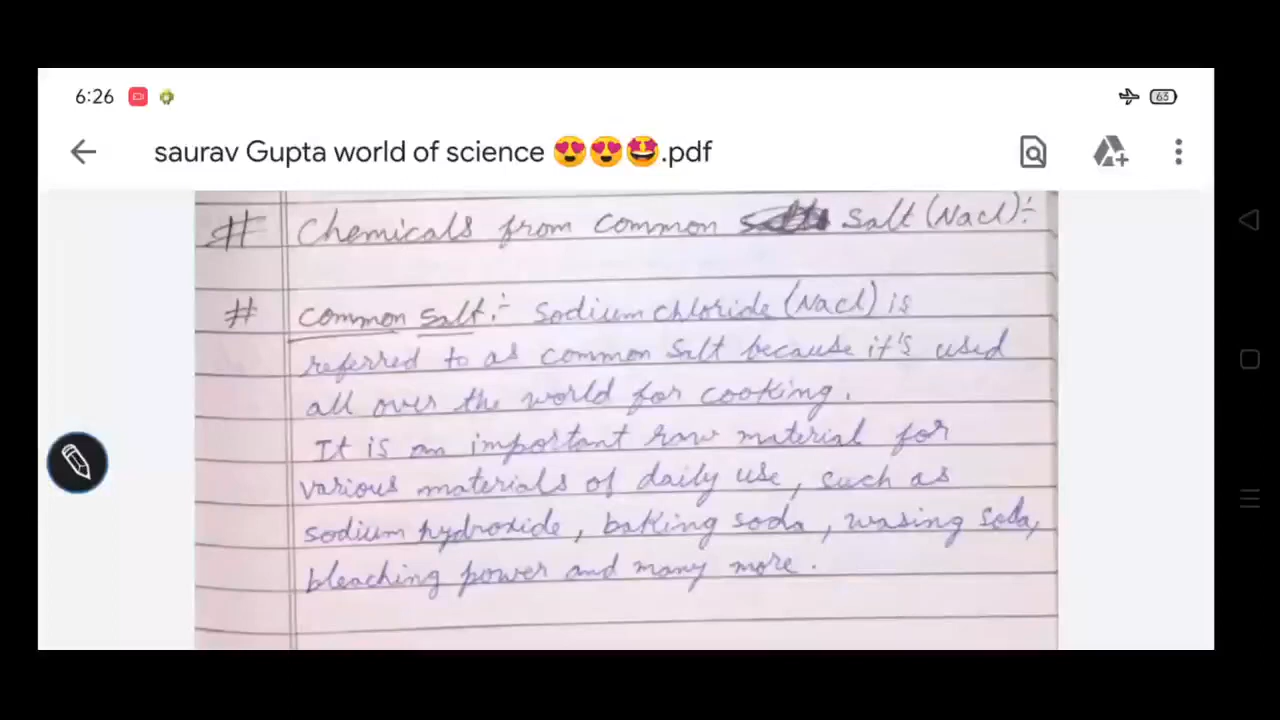 6:26
63
saurav Gupta world of science 😍😍🤩.pdf
# Chemicals from common salt (Nacl):-
# common salt:- Sodium chloride (Nacl) is
referred to as common salt because it's used
all over the world for cooking.
It is an important raw material for
various materials of daily use, such as
sodium hydroxide, baking soda, wasing soda,
bleaching power and many more.